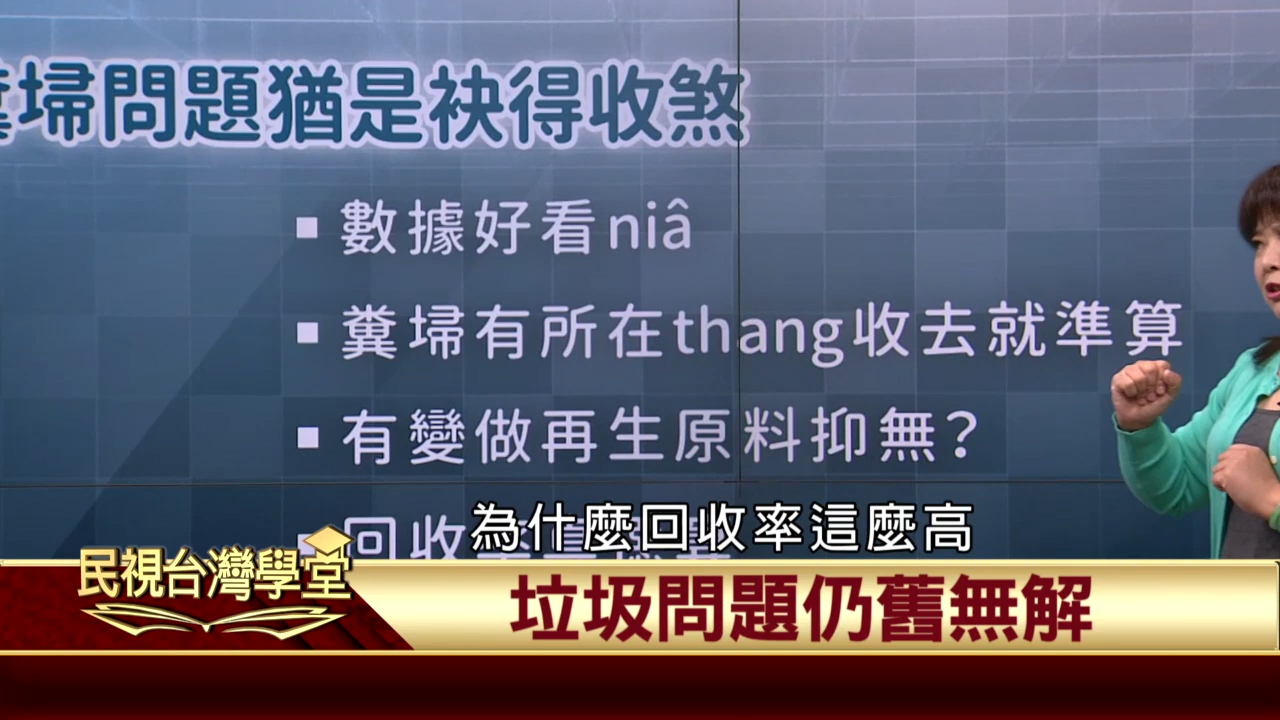 埽問題猶是袂得收煞
▪ 數據好看niâ
▪ 糞埽有所在thang收去就準算
▪ 有變做再生原料抑無?
回收
為什麼回收率這麼高
民視台灣學堂
垃圾問題仍舊無解